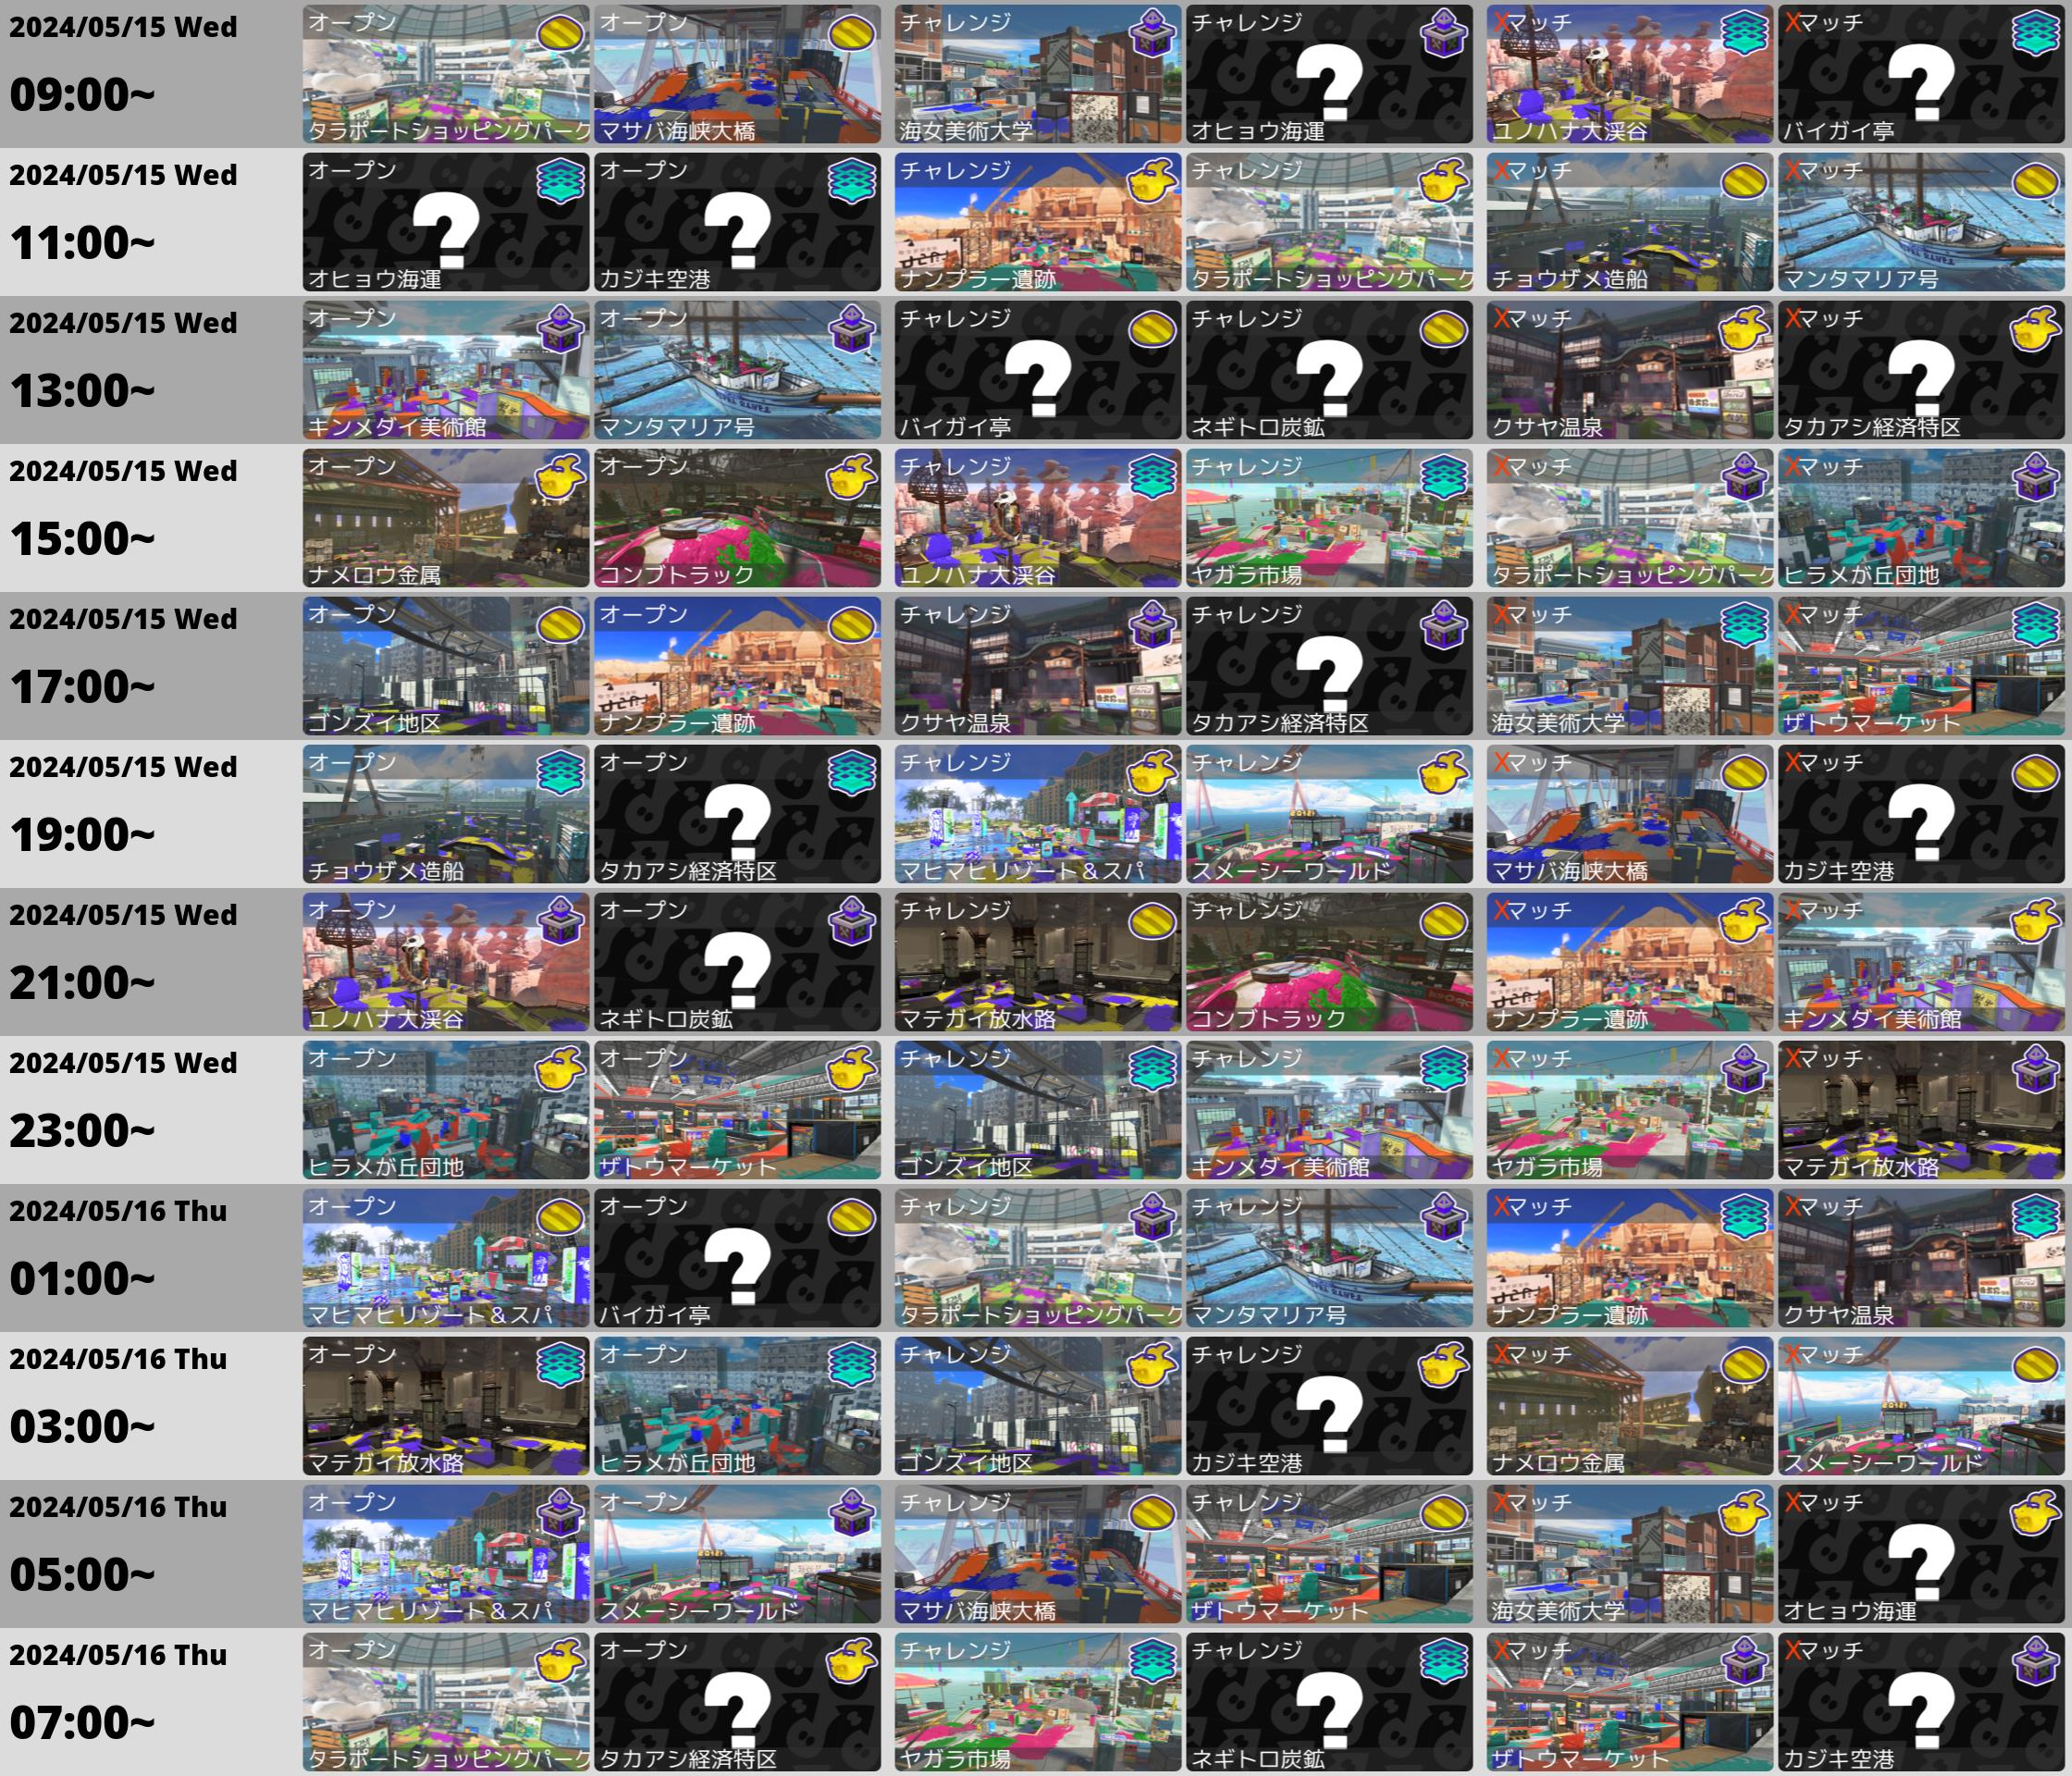 2024/05/15 Wed
09:00~
オープン
タラポートショッピングパーク
オープン
マサバ海峡大橋
チャレンジ
海女美術大学
チャレンジ
オヒョウ海運
Xマッチ
ユノハナ大渓谷
Xマッチ
バイガイ亭
2024/05/15 Wed
11:00~
オープン
オヒョウ海運
オープン
カジキ空港
チャレンジ
ナンプラー遺跡
チャレンジ
タラポートショッピングパーク
Xマッチ
チョウザメ造船
Xマッチ
マンタマリア号
2024/05/15 Wed
13:00~
オープン
キンメダイ美術館
オープン
マンタマリア号
チャレンジ
バイガイ亭
チャレンジ
ネギトロ炭鉱
Xマッチ
クサヤ温泉
Xマッチ
タカアシ経済特区
2024/05/15 Wed
15:00~
オープン
ナメロウ金属
オープン
コンブトラック
チャレンジ
ユノハナ大渓谷
チャレンジ
ヤガラ市場
Xマッチ
タラポートショッピングパーク
Xマッチ
ヒラメが丘団地
2024/05/15 Wed
17:00~
オープン
ゴンズイ地区
オープン
ナンプラー遺跡
チャレンジ
クサヤ温泉
チャレンジ
タカアシ経済特区
Xマッチ
海女美術大学
Xマッチ
ザトウマーケット
2024/05/15 Wed
19:00~
オープン
チョウザメ造船
オープン
タカアシ経済特区
チャレンジ
マヒマヒリゾート&スパ
チャレンジ
スメーシーワールド
Xマッチ
マサバ海峡大橋
Xマッチ
カジキ空港
2024/05/15 Wed
21:00~
オープン
ユノハナ大渓谷
オープン
ネギトロ炭鉱
チャレンジ
マテガイ放水路
チャレンジ
コンブトラック
Xマッチ
ナンプラー遺跡
Xマッチ
キンメダイ美術館
2024/05/15 Wed
23:00~
オープン
ヒラメが丘団地
オープン
ザトウマーケット
チャレンジ
ゴンズイ地区
チャレンジ
キンメダイ美術館
Xマッチ
ヤガラ市場
Xマッチ
マテガイ放水路
2024/05/16 Thu
01:00~
オープン
マヒマヒリゾート&スパ
オープン
バイガイ亭
チャレンジ
タラポートショッピングパーク
チャレンジ
マンタマリア号
Xマッチ
ナンプラー遺跡
Xマッチ
クサヤ温泉
2024/05/16 Thu
03:00~
オープン
マテガイ放水路
オープン
ヒラメが丘団地
チャレンジ
ゴンズイ地区
チャレンジ
カジキ空港
Xマッチ
ナメロウ金属
Xマッチ
スメーシーワールド
2024/05/16 Thu
05:00~
オープン
マヒマヒリゾート&スパ
オープン
スメーシーワールド
チャレンジ
マサバ海峡大橋
チャレンジ
ザトウマーケット
Xマッチ
海女美術大学
Xマッチ
オヒョウ海運
2024/05/16 Thu
07:00~
オープン
タラポートショッピングパーク
オープン
タカアシ経済特区
チャレンジ
ヤガラ市場
チャレンジ
ネギトロ炭鉱
Xマッチ
ザトウマーケット
Xマッチ
カジキ空港